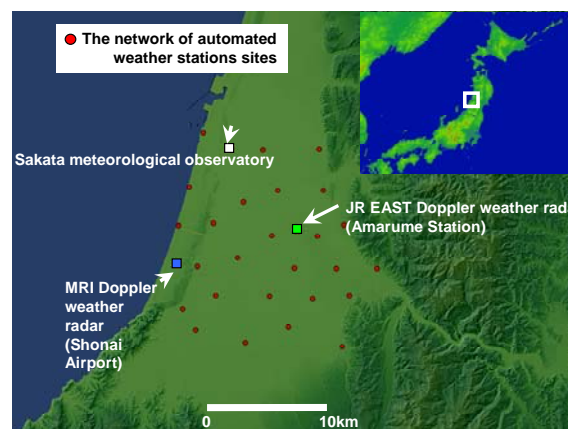 The network of automated
weather stations sites
Sakata meteorological observatory
JR EAST Doppler weather rad
(Amarume Station)
MRI Doppler
weather
radar
(Shonai
Airport)
0 10km